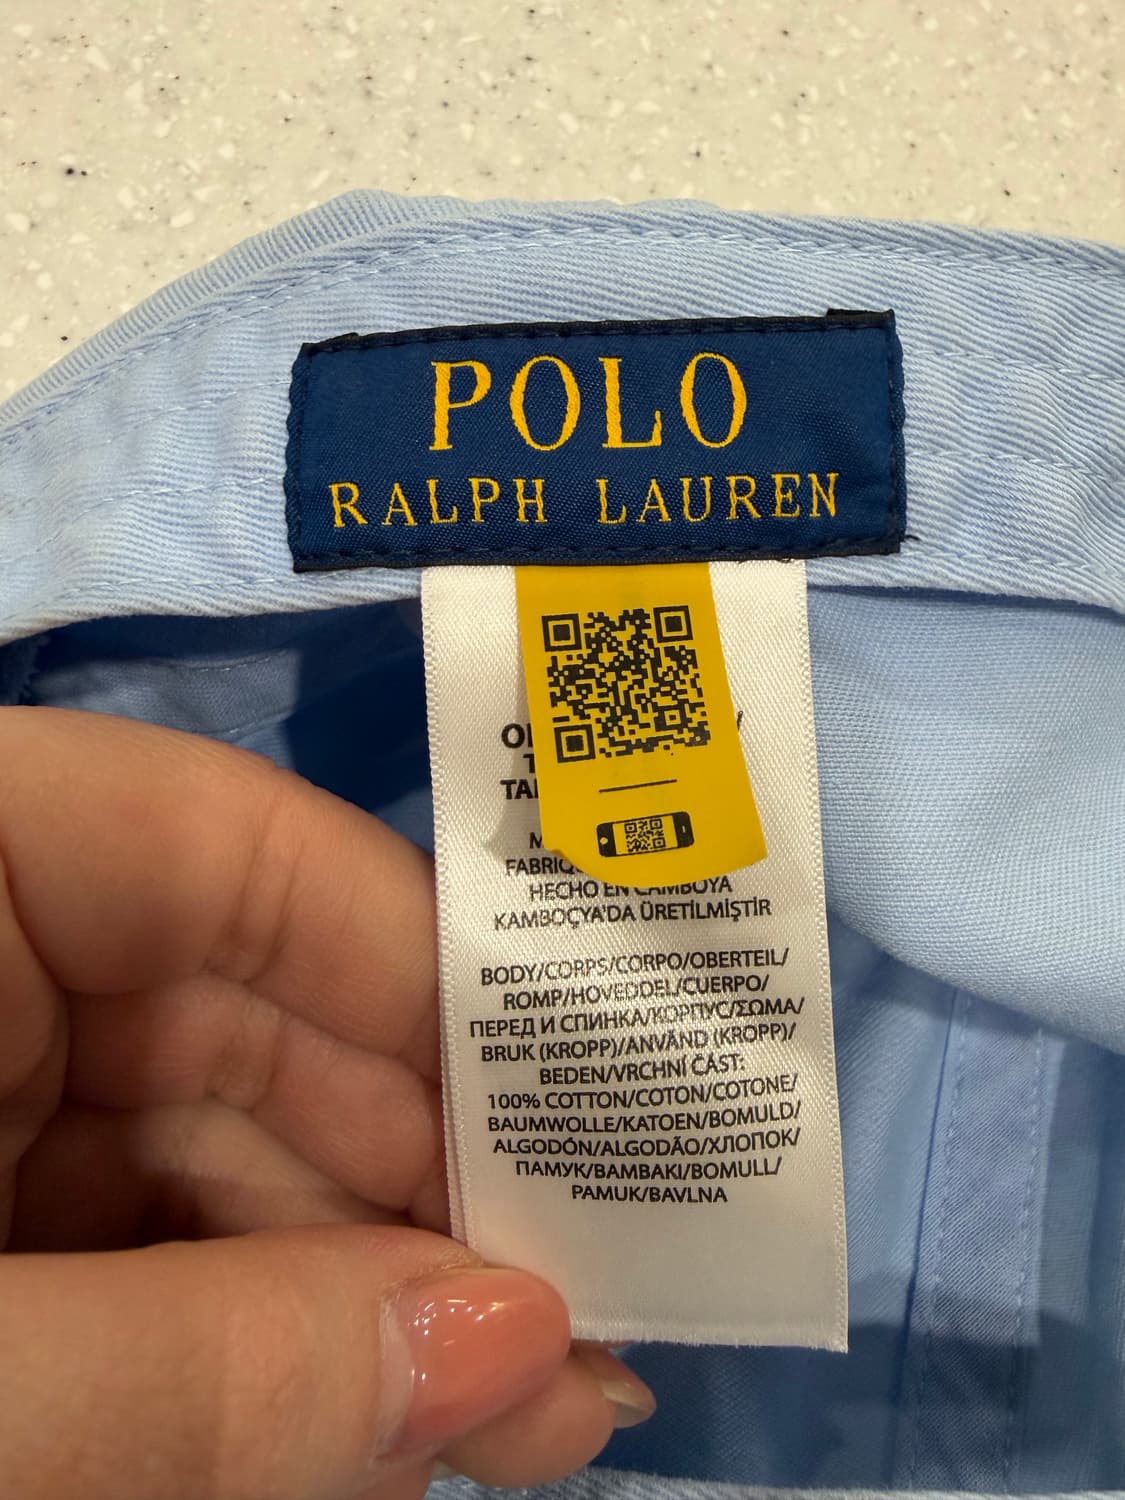 POLO
RALPH LAUREN
HECHO EN CAMBOYA
KAMBOÇYA'DA ÜRETİLMİŞTİR
BODY/CORPS/CORPO/OBERTEIL/
ROMP/HOVEDDEL/CUERPO/
ПЕРЕД И СПИНКА/КОРПУС/ΣΩΜΑ/
BRUK (KROPP)/ANVÄND (KROPP)/
BEDEN/VRCHNÍ ČÁST:
100% COTTON/COTON/COTONE/
BAUMWOLLE/KATOEN/BOMULD/
ALGODÓN/ALGODÃO/ХЛОПОК/
ПАМУК/BAMBAKI/BOMULL/
PAMUK/BAVLNA